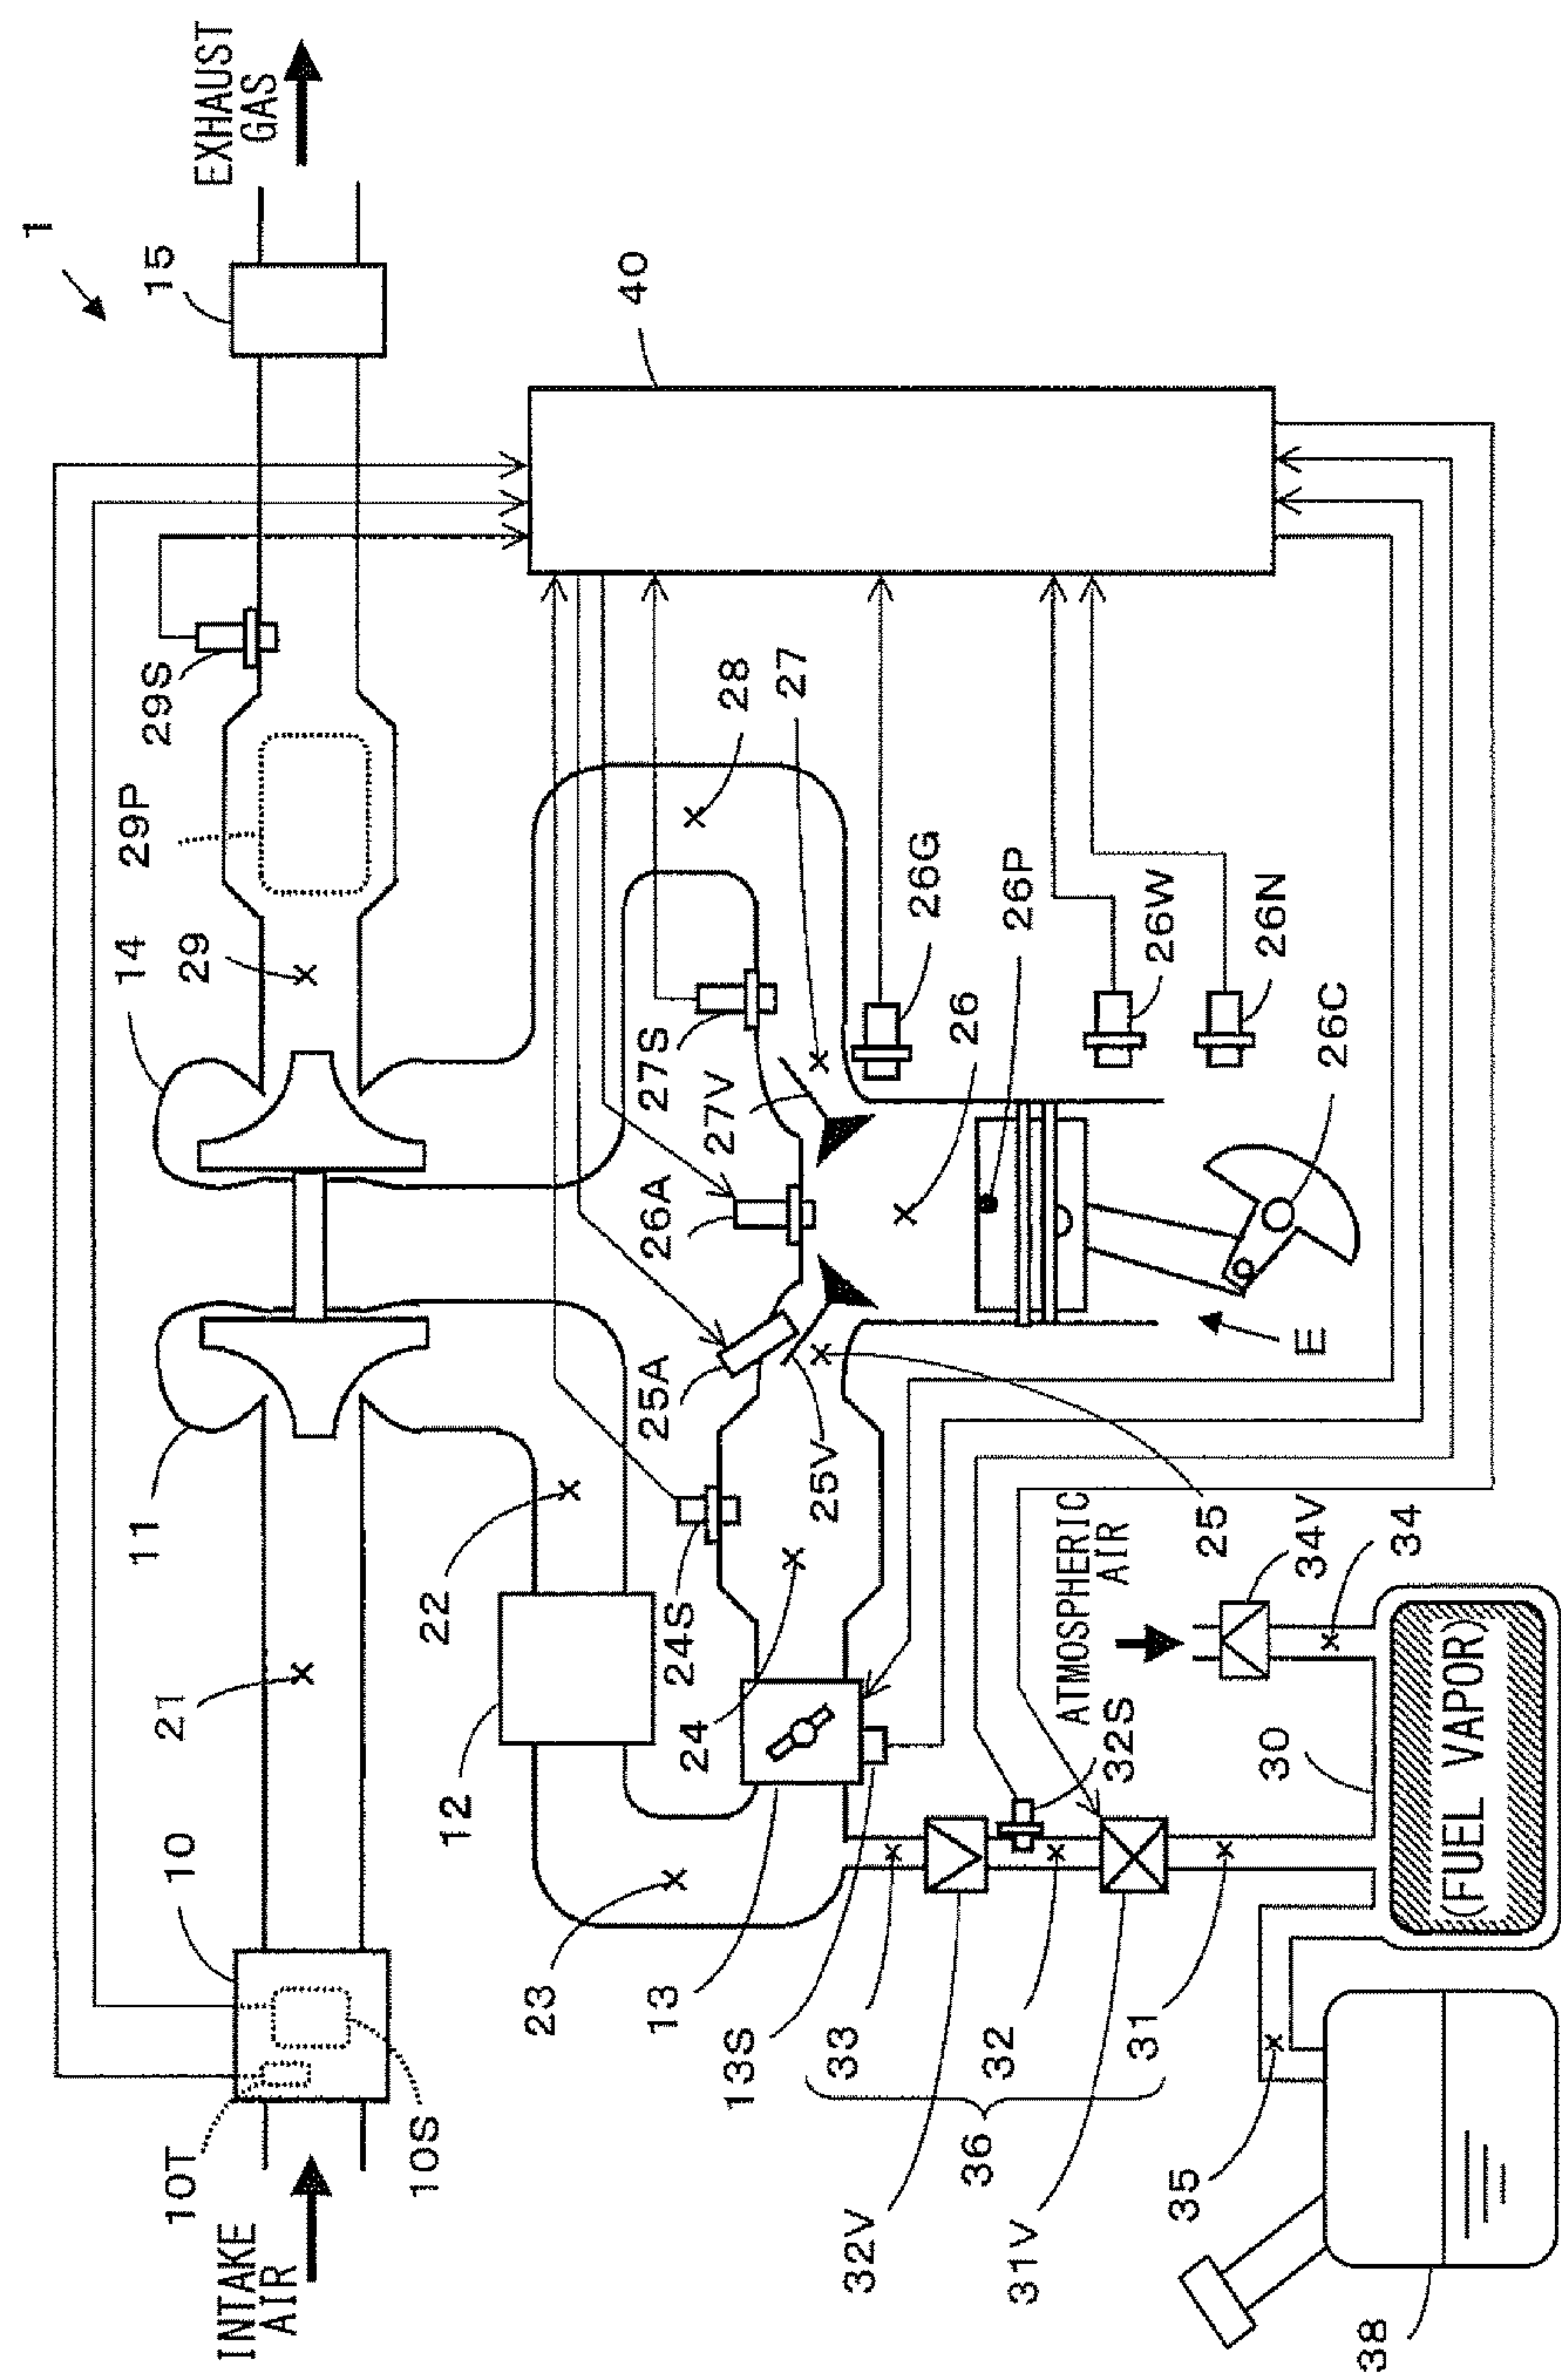 1
EXHAUST
GAS
15
40
29S
29P
29
14
28
27
27S
27V
26G
26
26P
26W
26N
26C
26A
25A
25V
25
E
11
22
21
24S
24
12
10
10T
10S
INTAKE
AIR
23
13
13S
33
32
31
36
32V
31V
32S
ATMOSPHERIC
AIR
34V
34
30
(FUEL VAPOR)
35
38